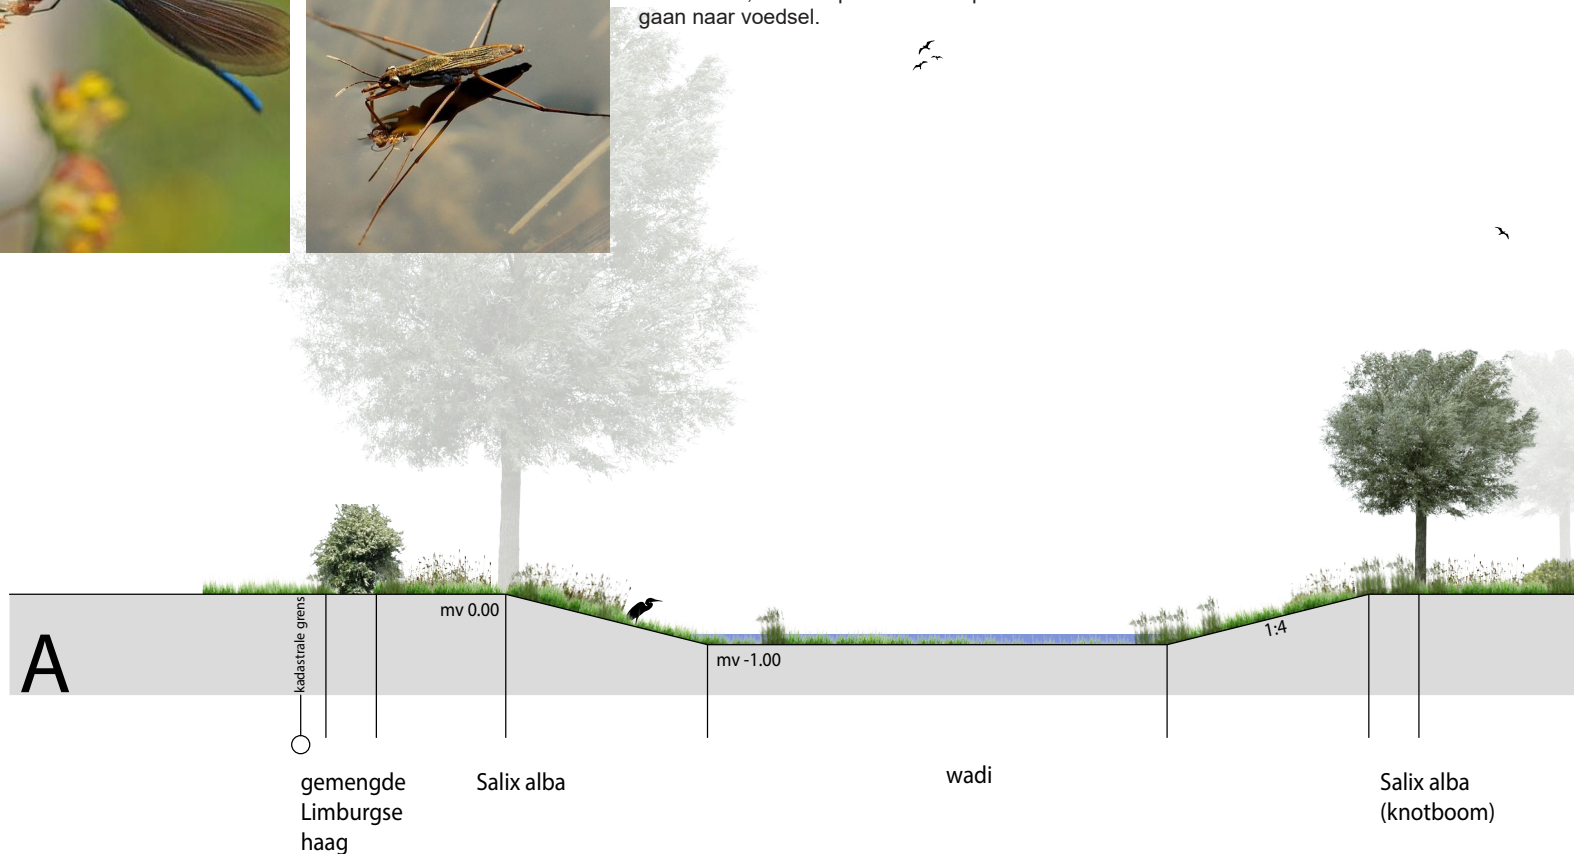 gaan naar voedsel.
kadastrale grens
mv 0.00
mv -1.00
1:4
A
gemengde
Limburgse
haag
Salix alba
wadi
Salix alba
(knotboom)